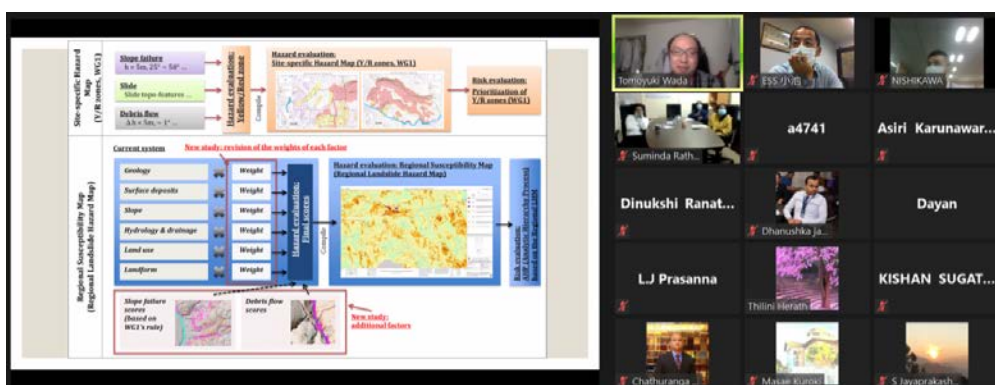 Site-specific Hazard
Map
(Y/R zones, WG1)
Slope failure
h = 5m, 25° ~ 50° ...
Slide
Slide topo features ...
Debris flow
Δh = 5m, ~ 1° ...
Hazard evaluation:
Yellow/Red zone
Compile
Hazard evaluation:
Site-specific Hazard Map (Y/R zones, WG1)
Risk evaluation:
Prioritization of
Y/R zones (WG1)
Regional Susceptibility Map
(Regional Landslide Hazard Map)
Current system
New study: revision of the weights of each factor
Geology
Weight
Surface deposits
Weight
Slope
Weight
Hydrology & drainage
Weight
Land use
Weight
Landform
Weight
Hazard evaluation:
Final scores
Compile
Hazard evaluation: Regional Susceptibility Map
(Regional Landslide Hazard Map)
Risk evaluation:
AHP (Analytic Hierarchy Process)
based on the Regional LHM
Slope failure
scores
(based on
WG1's rule)
Debris flow
scores
New study:
additional factors
Tomoyuki Wada
ESS 小池
NISHIKAWA
Suminda Rath...
a4741
Asiri Karunawar...
Dinukshi Ranat...
Dhanushka Ja...
Dayan
L.J Prasanna
Thilini Herath
KISHAN SUGAT...
Chathuranga ...
Masae Kuroki
S Jayaprakash...